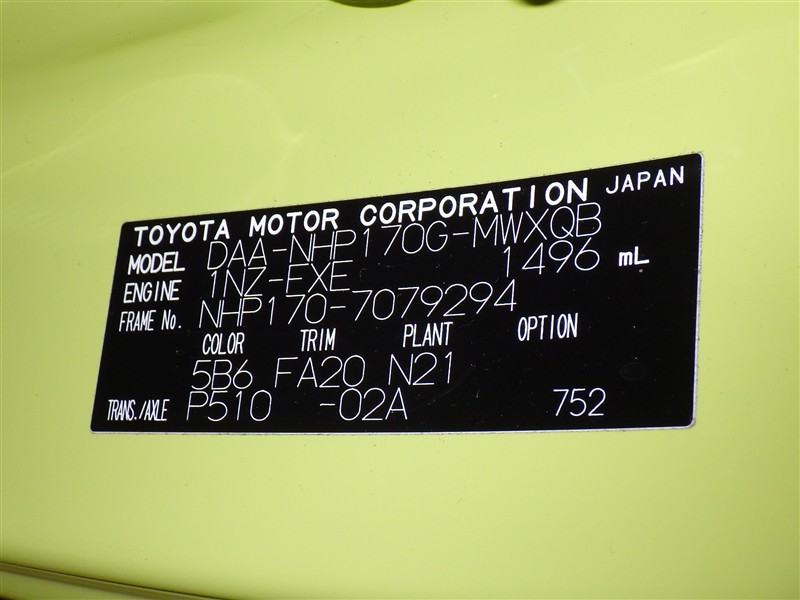 TOYOTA MOTOR CORPORATION JAPAN
MODEL DAA-NHP170G-MWXQB
ENGINE 1NZ-FXE 1496 mL
FRAME No. NHP170-7079294
COLOR TRIM PLANT OPTION
5B6 FA20 N21
TRANS./AXLE P510 -02A 752